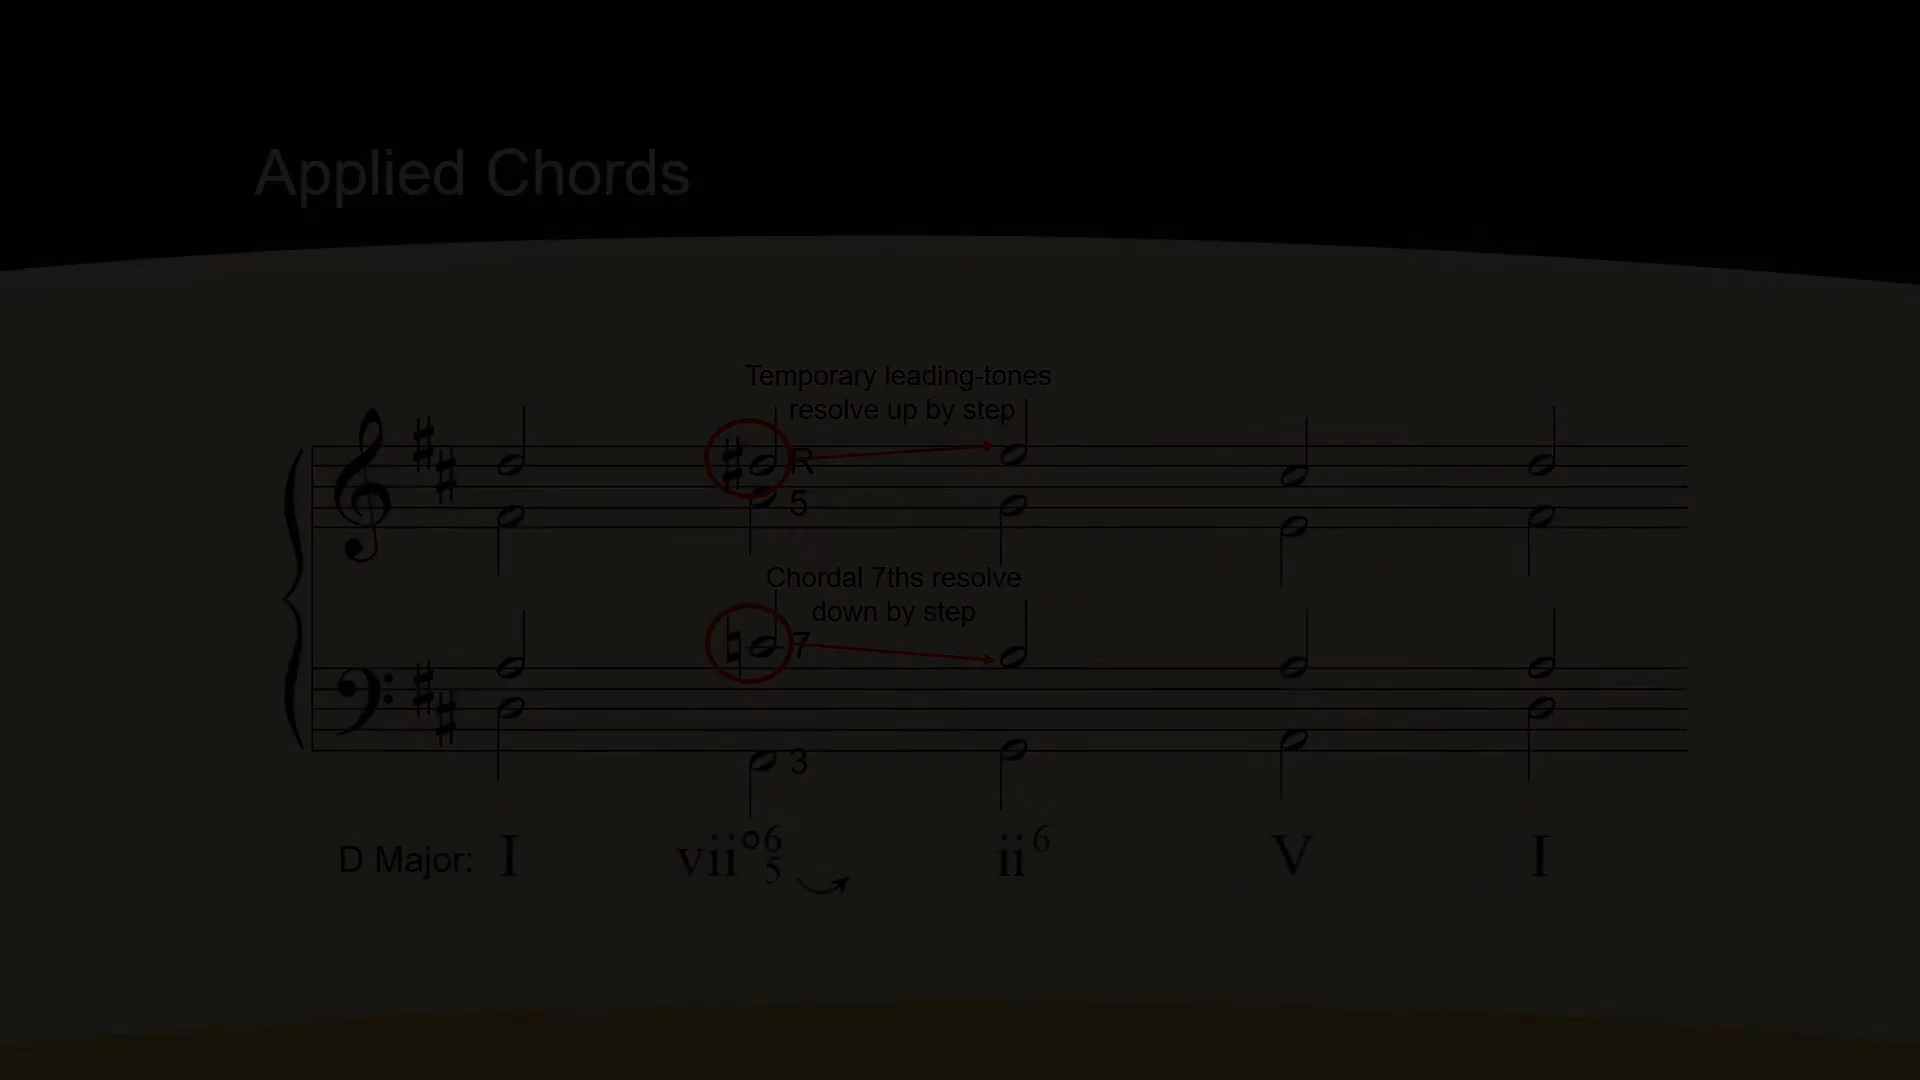 Applied Chords
Temporary leading-tones
resolve up by step
R
5
Chordal 7ths resolve
down by step
7
3
D Major: I vii°6 5 ii6 V I